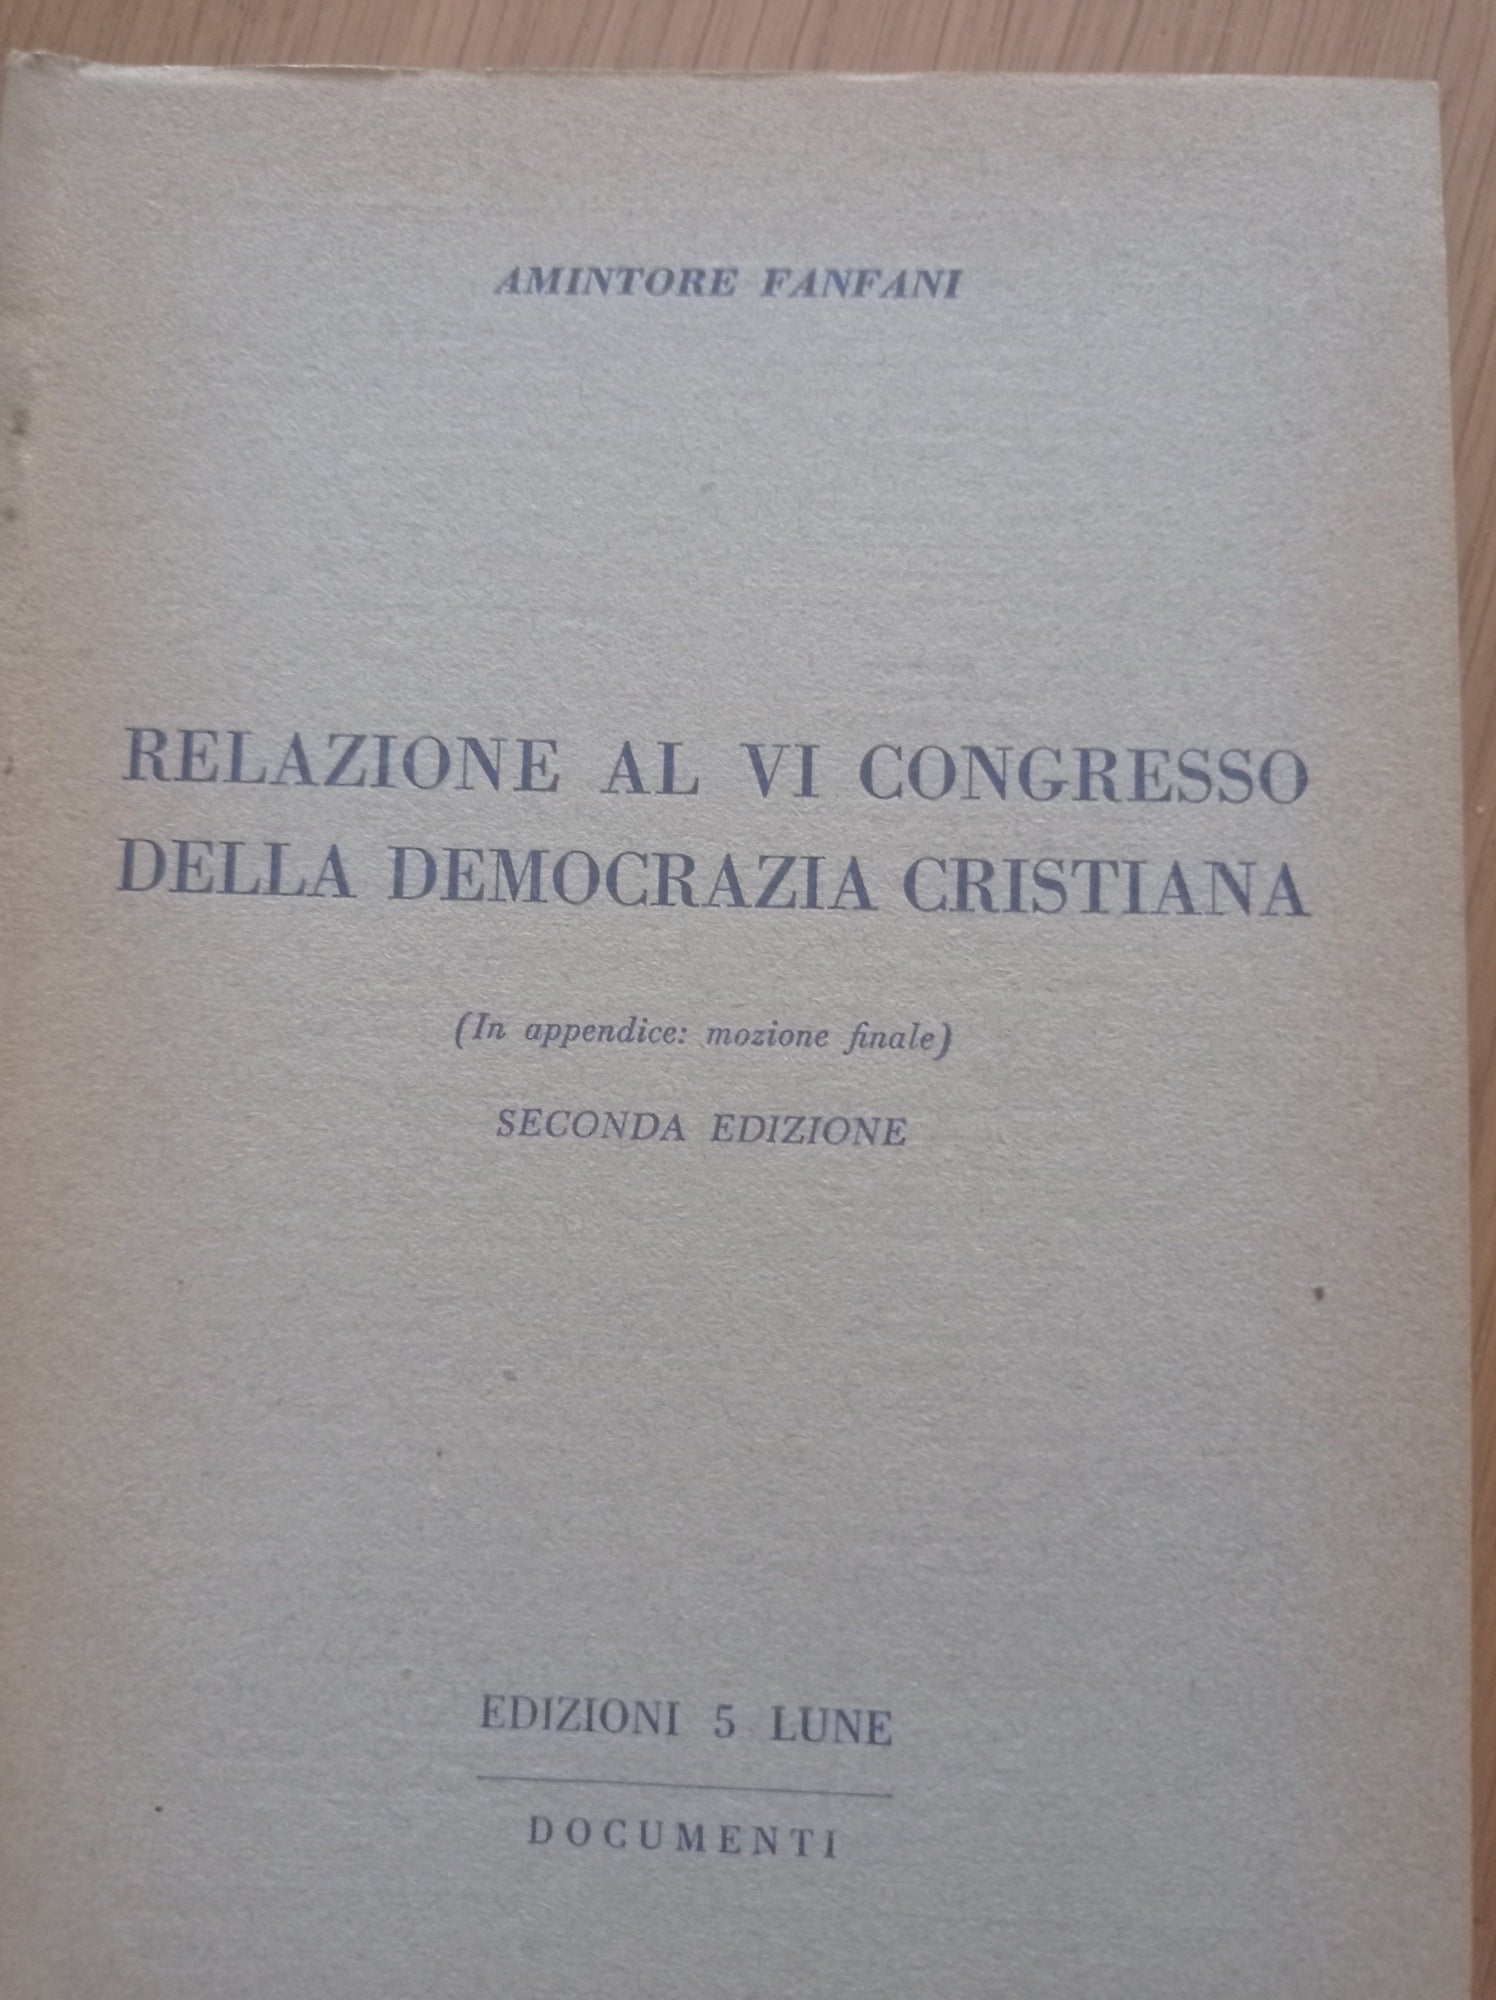 AMINTORE FANFANI
RELAZIONE AL VI CONGRESSO
DELLA DEMOCRAZIA CRISTIANA
(In appendice: mozione finale)
SECONDA EDIZIONE
EDIZIONI 5 LUNE
DOCUMENTI